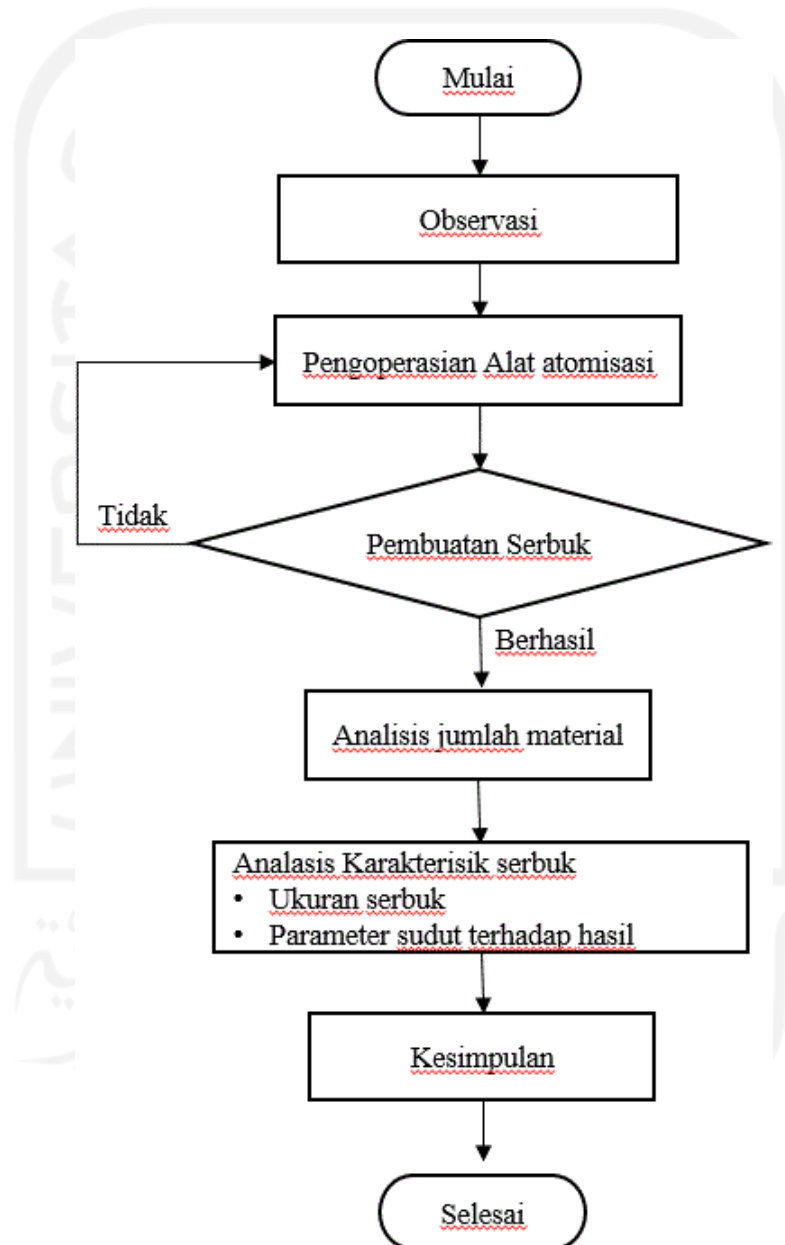 Mulai
Observasi
Pengoperasian Alat atomisasi
Tidak
Pembuatan Serbuk
Berhasil
Analisis jumlah material
Analasis Karakterisik serbuk
• Ukuran serbuk
• Parameter sudut terhadap hasil
Kesimpulan
Selesai